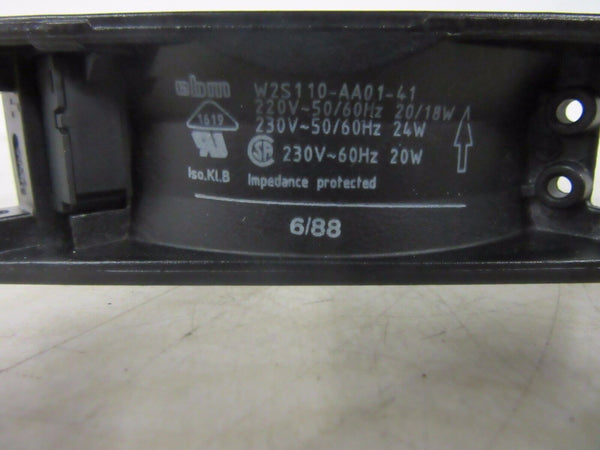 ebm W2S110-AA01-41
220V~50/60Hz 20/18W
1619 230V~50/60Hz 24W
230V~60Hz 20W
Iso.Kl.B Impedance protected
6/88